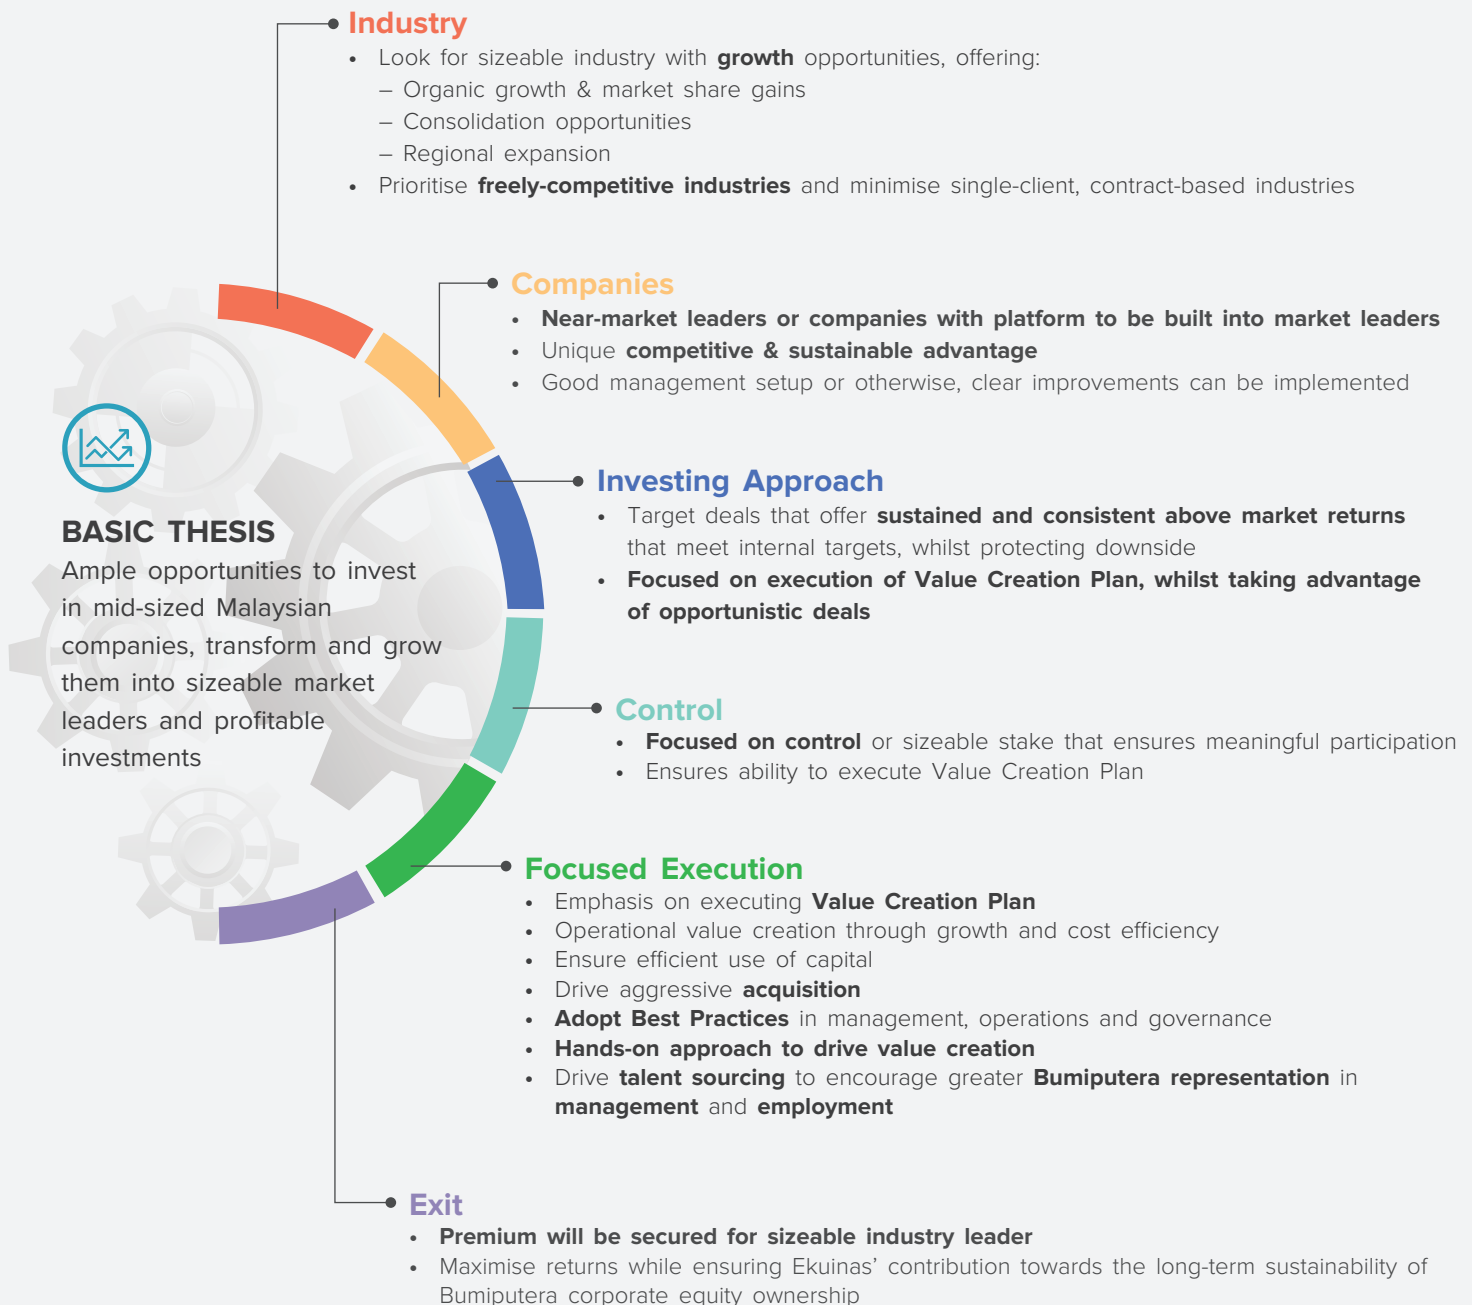 Industry
• Look for sizeable industry with growth opportunities, offering:
– Organic growth & market share gains
– Consolidation opportunities
– Regional expansion
• Prioritise freely-competitive industries and minimise single-client, contract-based industries
Companies
• Near-market leaders or companies with platform to be built into market leaders
• Unique competitive & sustainable advantage
• Good management setup or otherwise, clear improvements can be implemented
BASIC THESIS
Ample opportunities to invest
in mid-sized Malaysian
companies, transform and grow
them into sizeable market
leaders and profitable
investments
Investing Approach
• Target deals that offer sustained and consistent above market returns
that meet internal targets, whilst protecting downside
• Focused on execution of Value Creation Plan, whilst taking advantage
of opportunistic deals
Control
• Focused on control or sizeable stake that ensures meaningful participation
• Ensures ability to execute Value Creation Plan
Focused Execution
• Emphasis on executing Value Creation Plan
• Operational value creation through growth and cost efficiency
• Ensure efficient use of capital
• Drive aggressive acquisition
• Adopt Best Practices in management, operations and governance
• Hands-on approach to drive value creation
• Drive talent sourcing to encourage greater Bumiputera representation in
management and employment
Exit
• Premium will be secured for sizeable industry leader
• Maximise returns while ensuring Ekuinas’ contribution towards the long-term sustainability of
Bumiputera corporate equity ownership